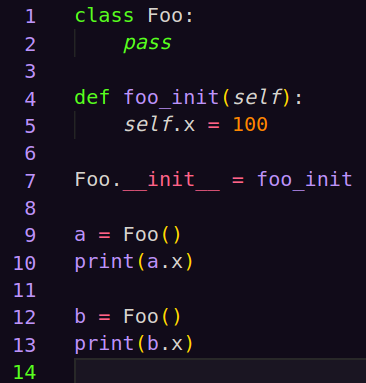 1 class Foo:
2     pass
3
4 def foo_init(self):
5     self.x = 100
6
7 Foo.__init__ = foo_init
8
9 a = Foo()
10 print(a.x)
11
12 b = Foo()
13 print(b.x)
14